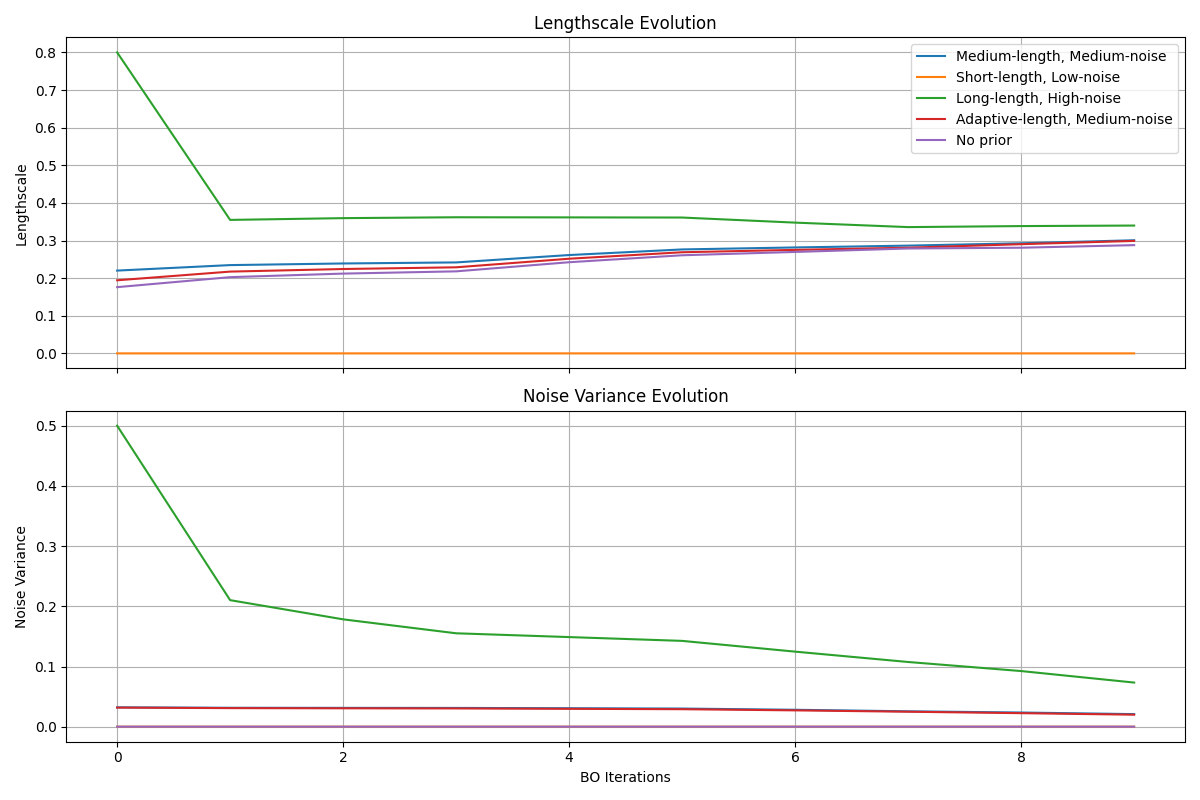 Lengthscale Evolution
0.8
0.7
0.6
0.5
0.4
0.3
0.2
0.1
0.0
Lengthscale
Medium-length, Medium-noise
Short-length, Low-noise
Long-length, High-noise
Adaptive-length, Medium-noise
No prior
Noise Variance Evolution
0.5
0.4
0.3
0.2
0.1
0.0
Noise Variance
0 2 4 6 8
BO Iterations